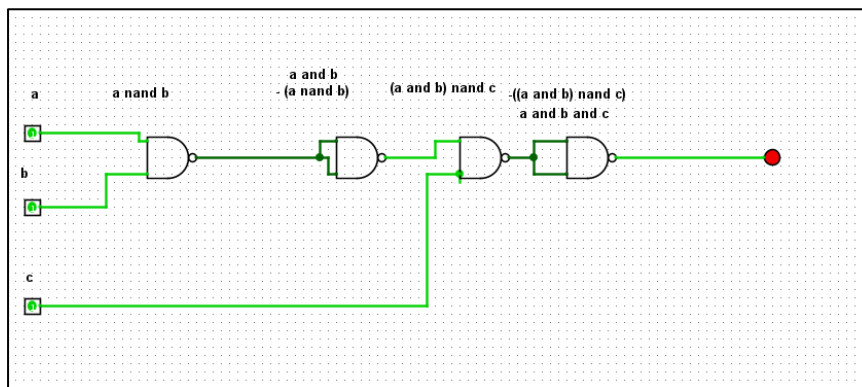 a
a nand b
a and b
- (a nand b)
(a and b) nand c
-((a and b) nand c)
a and b and c
b
c